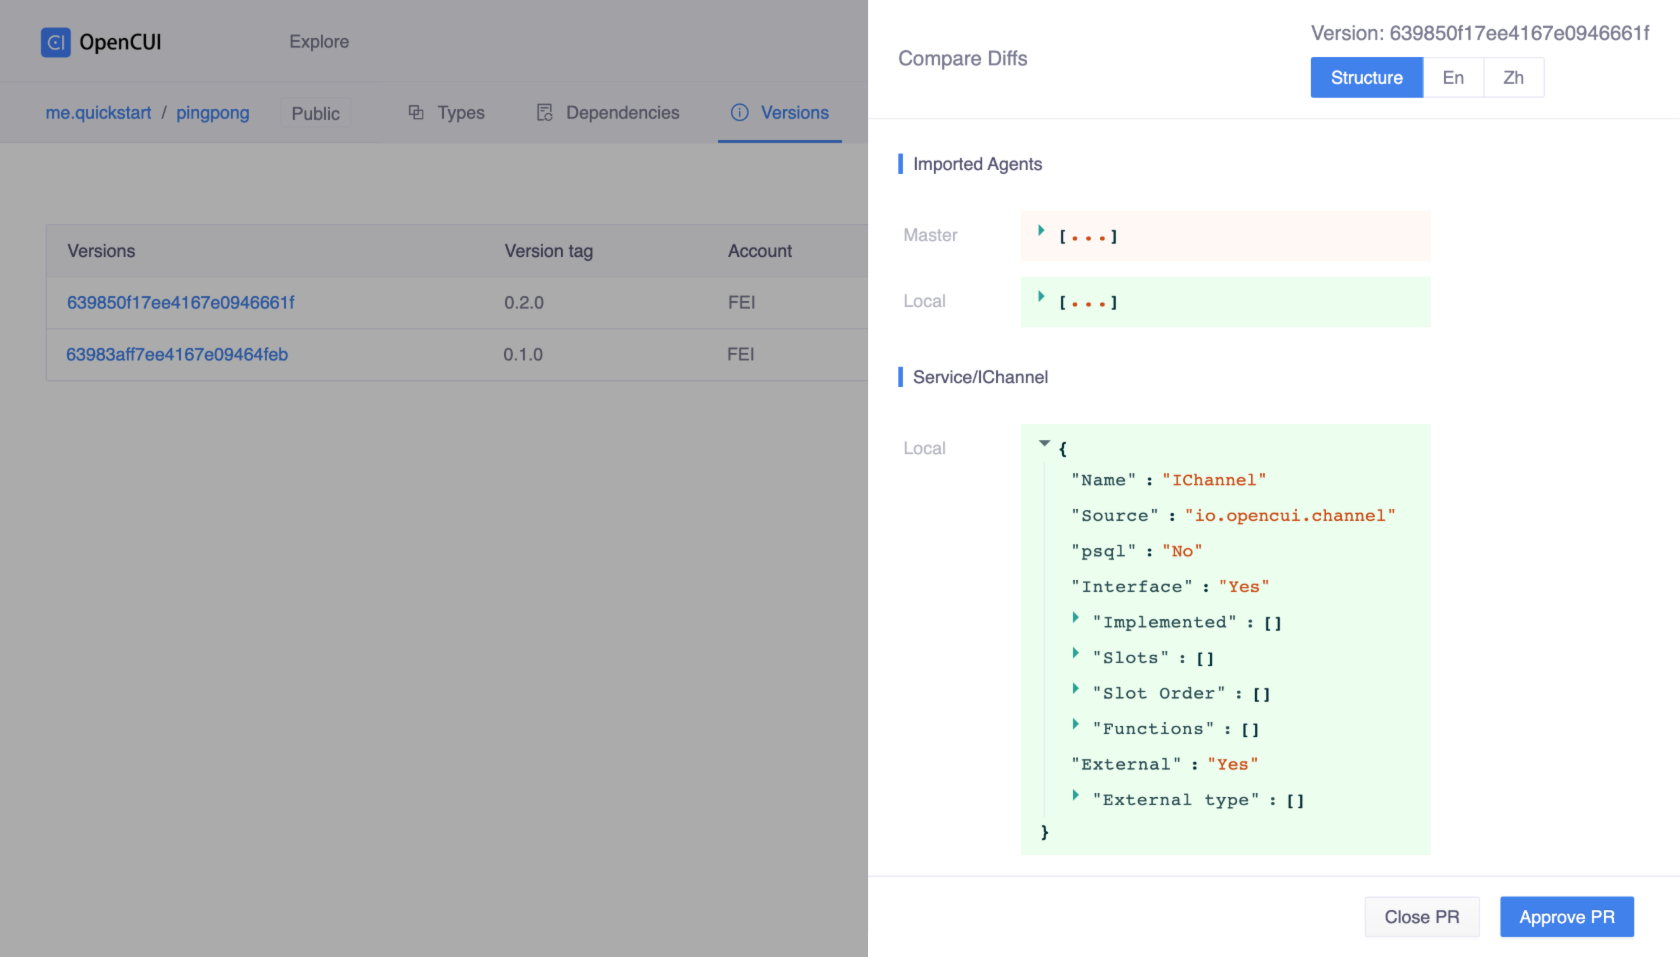 OpenCUI
Explore
me.quickstart / pingpong
Public
Types
Dependencies
Versions
Versions
Version tag
Account
639850f17ee4167e0946661f
0.2.0
FEI
63983aff7ee4167e09464feb
0.1.0
FEI
Compare Diffs
Version: 639850f17ee4167e0946661f
Structure
En
Zh
Imported Agents
Master
[...]
Local
[...]
Service/IChannel
Local
{
"Name" : "IChannel"
"Source" : "io.opencui.channel"
"psql" : "No"
"Interface" : "Yes"
"Implemented" : []
"Slots" : []
"Slot Order" : []
"Functions" : []
"External" : "Yes"
"External type" : []
}
Close PR
Approve PR